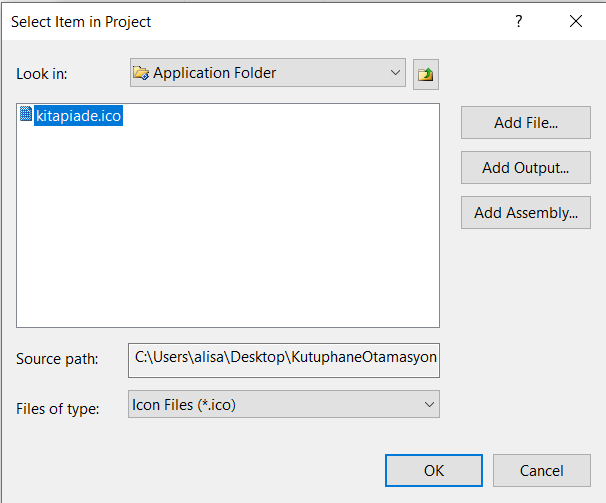 Select Item in Project
?
Look in:
Application Folder
kitapiade.ico
Add File...
Add Output...
Add Assembly...
Source path:
C:\Users\alisa\Desktop\KutuphaneOtamasyon
Files of type:
Icon Files (*.ico)
OK
Cancel